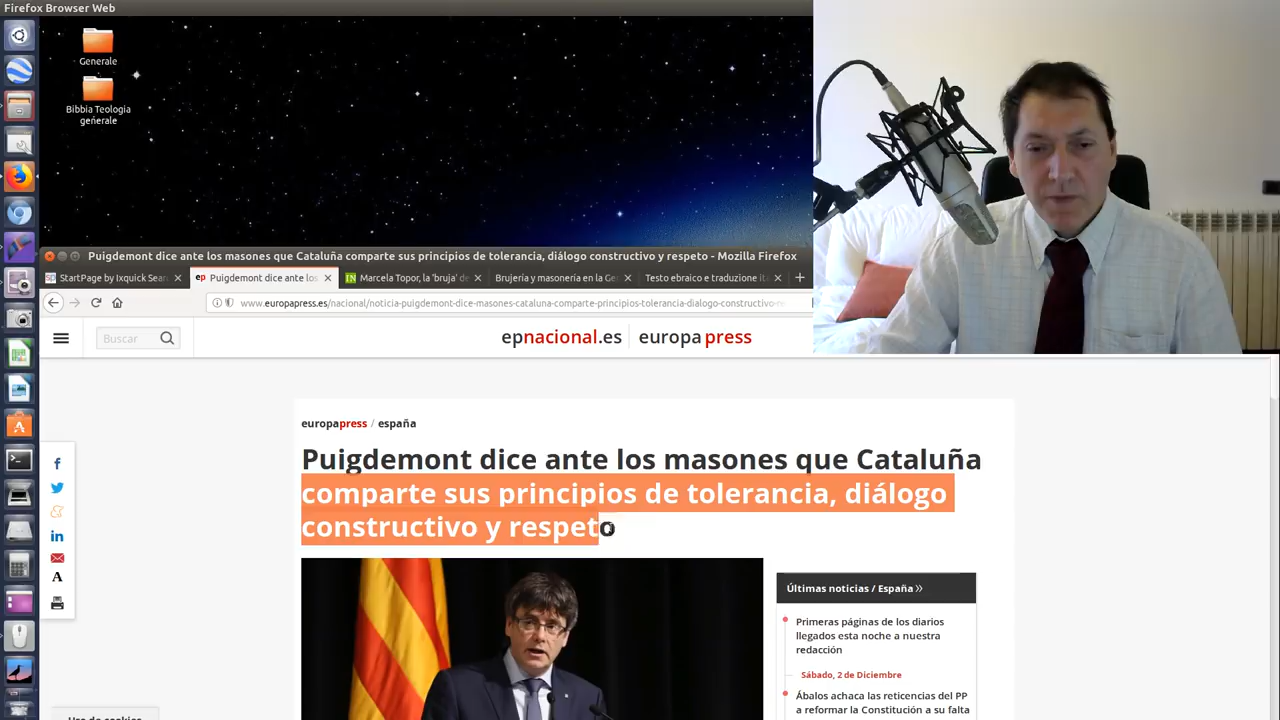 Firefox Browser Web
Generale
Bibbia Teologia
generale
Puigdemont dice ante los masones que Cataluña comparte sus principios de tolerancia, diálogo constructivo y respeto - Mozilla Firefox
StartPage by Ixquick Sear
Puigdemont dice ante los
Marcela Topor, la 'bruja' de
Brujería y masonería en la Ge
Testo ebraico e traduzione ita
www.europapress.es/nacional/noticia-puigdemont-dice-masones-cataluna-comparte-principios-tolerancia-dialogo-constructivo-
Buscar
epnacional.es
europa press
europapress / españa
Puigdemont dice ante los masones que Cataluña
comparte sus principios de tolerancia, diálogo
constructivo y respeto
A
Últimas noticias / España »
Primeras páginas de los diarios
llegados esta noche a nuestra
redacción
Sábado, 2 de Diciembre
Ábalos achaca las reticencias del PP
a reformar la Constitución a su falta
Uso de cookies